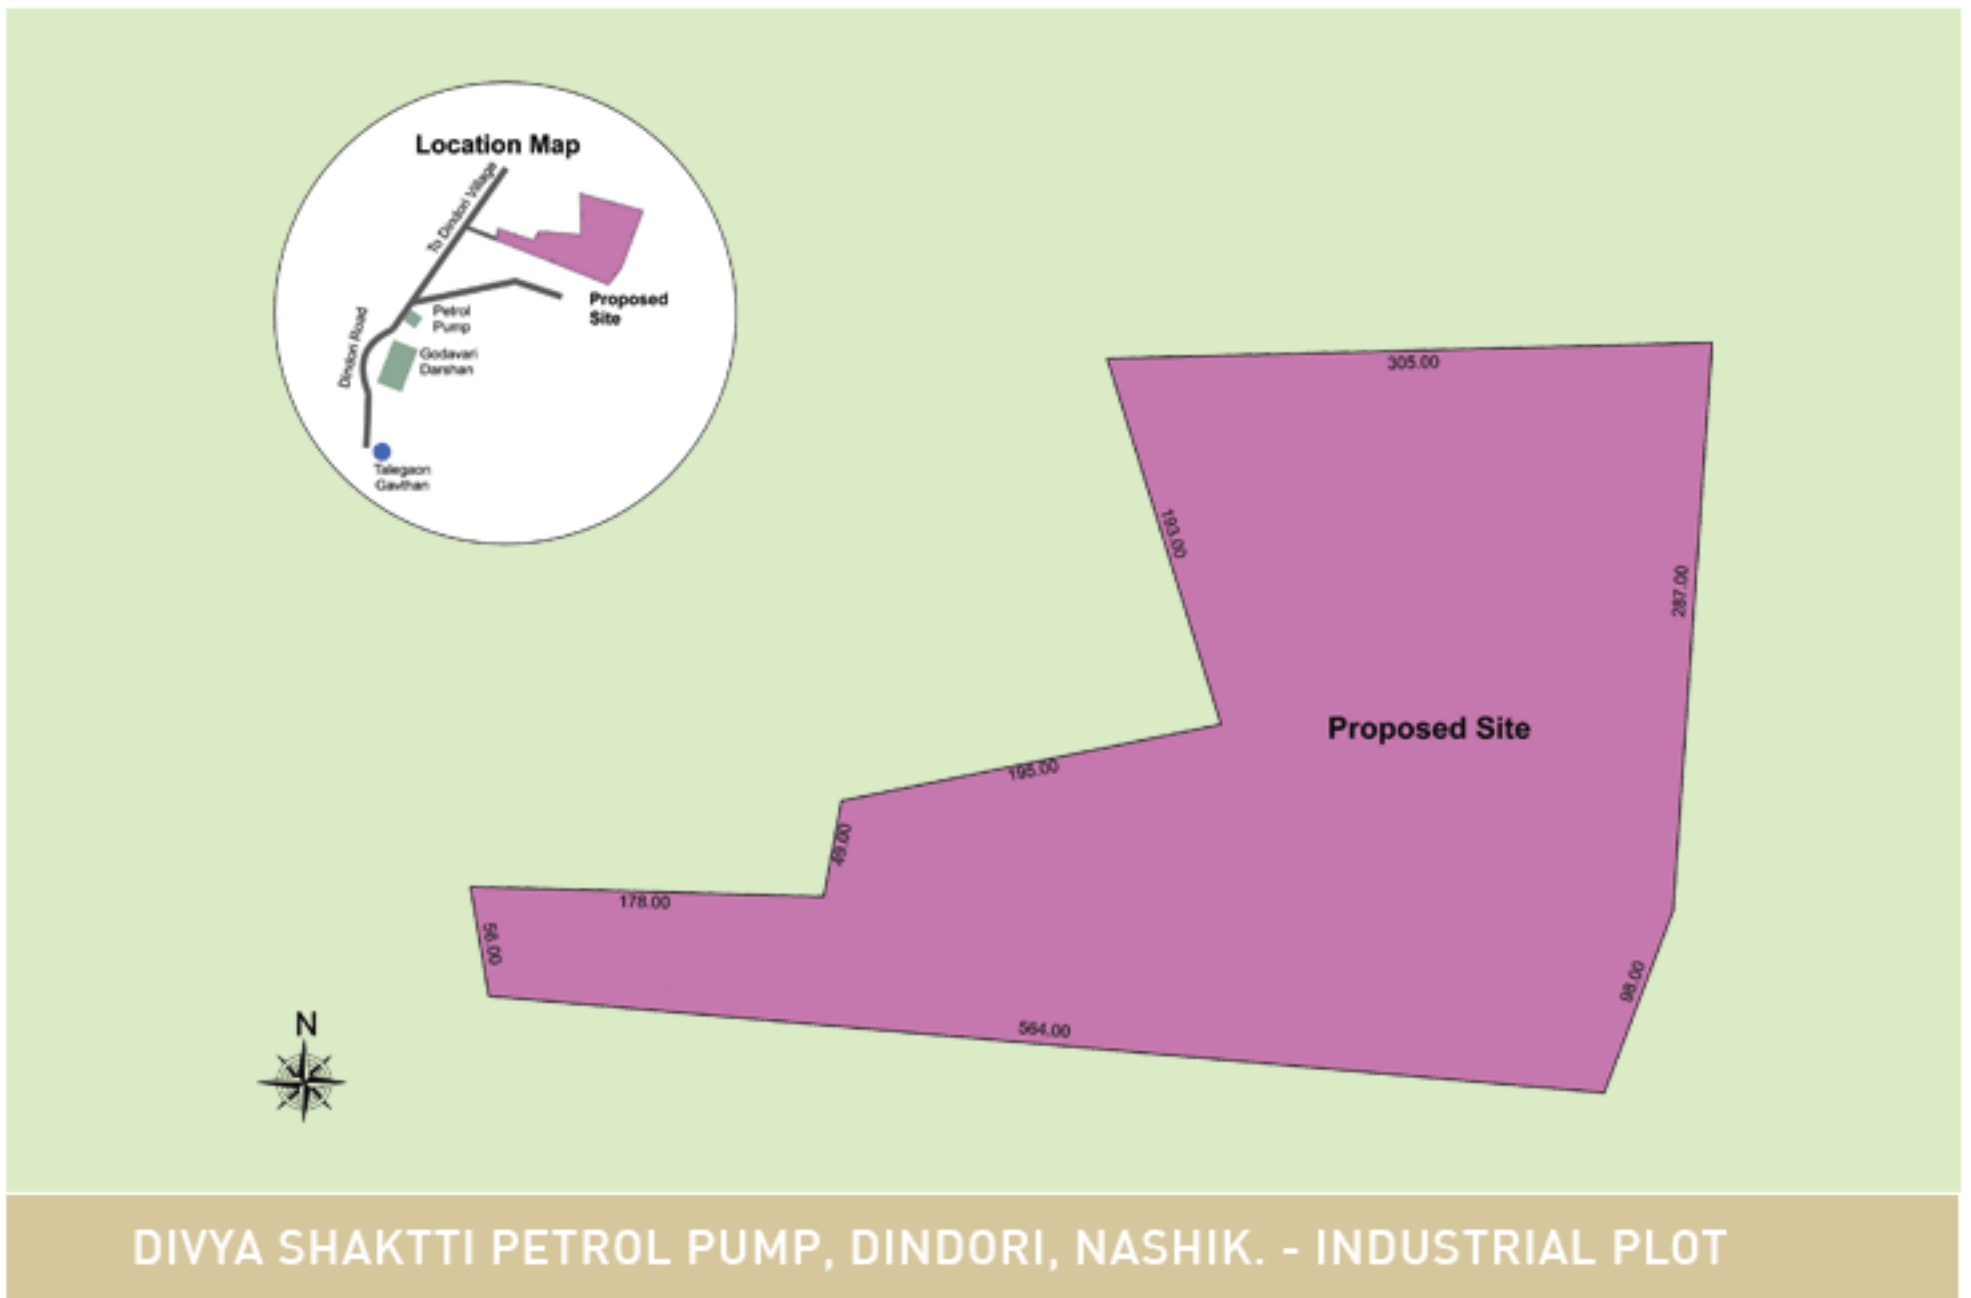 Location Map
To Dindori Village
Proposed
Site
Petrol
Pump
Dindori Road
Godavari
Darshan
Talegaon
Gavthan
305.00
193.00
287.00
Proposed Site
195.00
49.00
178.00
56.00
98.00
564.00
N
DIVYA SHAKTTI PETROL PUMP, DINDORI, NASHIK. - INDUSTRIAL PLOT